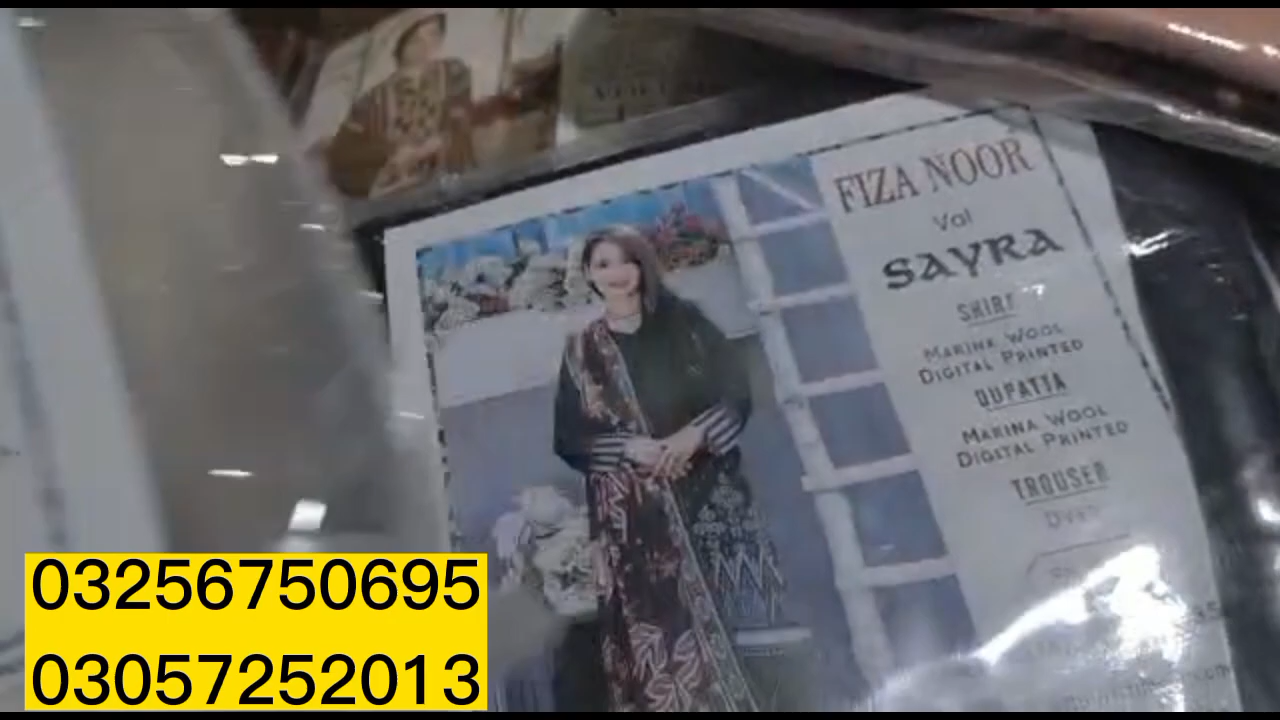 FIZA NOOR
Vol
SAYRA
SHIRT
MARINA WOOL
DIGITAL PRINTED
DUPATTA
MARINA WOOL
DIGITAL PRINTED
TROUSER
03256750695
03057252013